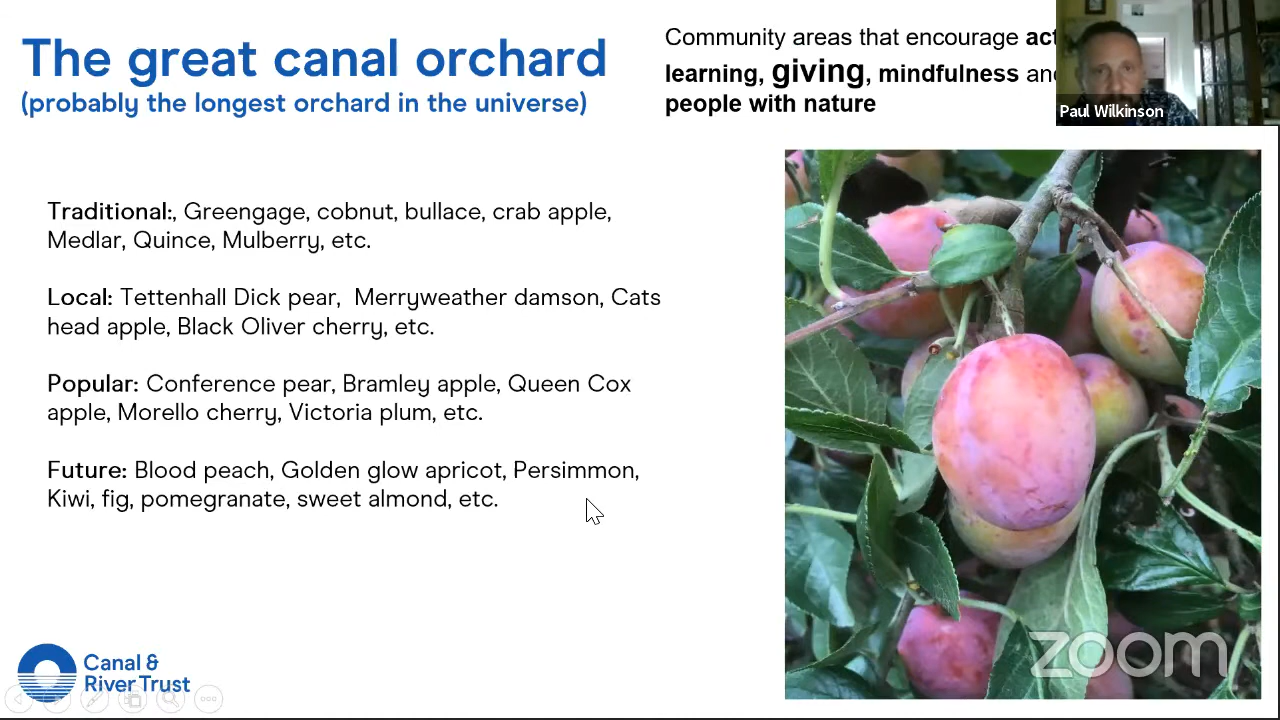 The great canal orchard
(probably the longest orchard in the universe)
Community areas that encourage
learning, giving, mindfulness
people with nature
Paul Wilkinson
Traditional:, Greengage, cobnut, bullace, crab apple,
Medlar, Quince, Mulberry, etc.
Local: Tettenhall Dick pear,  Merryweather damson, Cats
head apple, Black Oliver cherry, etc.
Popular: Conference pear, Bramley apple, Queen Cox
apple, Morello cherry, Victoria plum, etc.
Future: Blood peach, Golden glow apricot, Persimmon,
Kiwi, fig, pomegranate, sweet almond, etc.
Canal &
River Trust
zoom